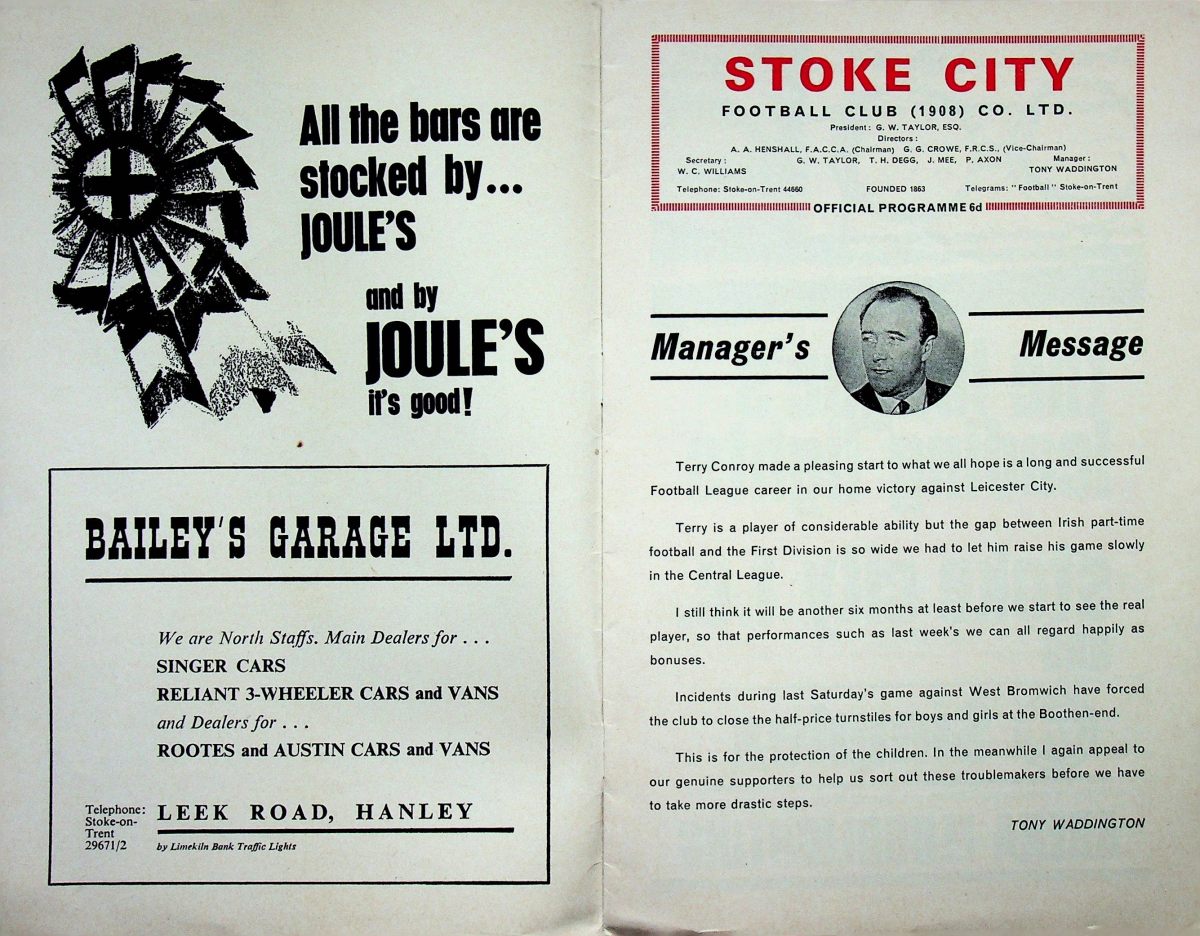 All the bars are
stocked by...
JOULE'S
and by
JOULE'S
it's good!
BAILEY'S GARAGE LTD.
We are North Staffs. Main Dealers for . . .
SINGER CARS
RELIANT 3-WHEELER CARS and VANS
and Dealers for . . .
ROOTES and AUSTIN CARS and VANS
Telephone:
Stoke-on-
Trent
29671/2
LEEK ROAD, HANLEY
by Limekiln Bank Traffic Lights
STOKE CITY
FOOTBALL CLUB (1908) CO. LTD.
President: G. W. TAYLOR, ESQ.
Directors:
A. A. HENSHALL, F.A.C.C.A. (Chairman) G. G. CROWE, F.R.C.S., (Vice-Chairman)
Secretary: G. W. TAYLOR, T. H. DEGG, J. MEE, P. AXON Manager:
W. C. WILLIAMS TONY WADDINGTON
Telephone: Stoke-on-Trent 44660 FOUNDED 1863 Telegrams: "Football" Stoke-on-Trent
OFFICIAL PROGRAMME 6d
Manager's Message
Terry Conroy made a pleasing start to what we all hope is a long and successful
Football League career in our home victory against Leicester City.
Terry is a player of considerable ability but the gap between Irish part-time
football and the First Division is so wide we had to let him raise his game slowly
in the Central League.
I still think it will be another six months at least before we start to see the real
player, so that performances such as last week's we can all regard happily as
bonuses.
Incidents during last Saturday's game against West Bromwich have forced
the club to close the half-price turnstiles for boys and girls at the Boothen-end.
This is for the protection of the children. In the meanwhile I again appeal to
our genuine supporters to help us sort out these troublemakers before we have
to take more drastic steps.
TONY WADDINGTON